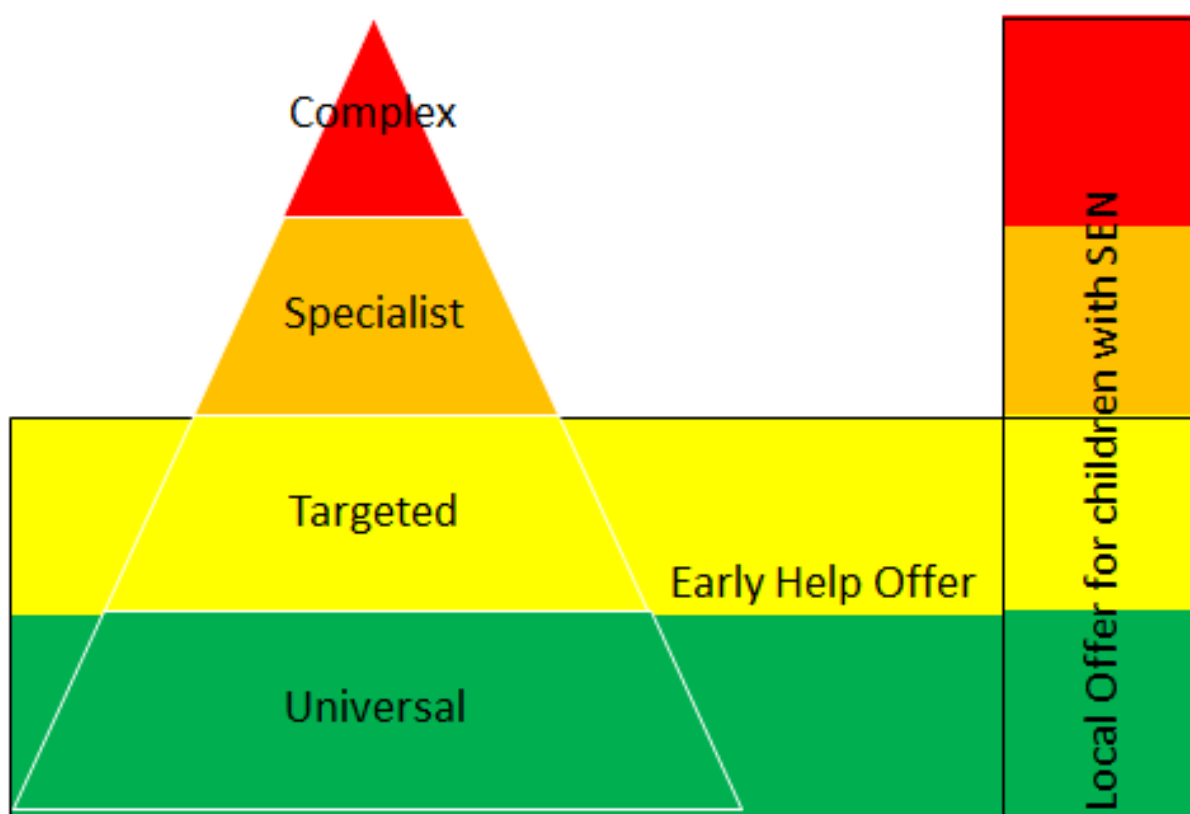 Complex
Specialist
Targeted
Early Help Offer
Universal
Local Offer for children with SEN